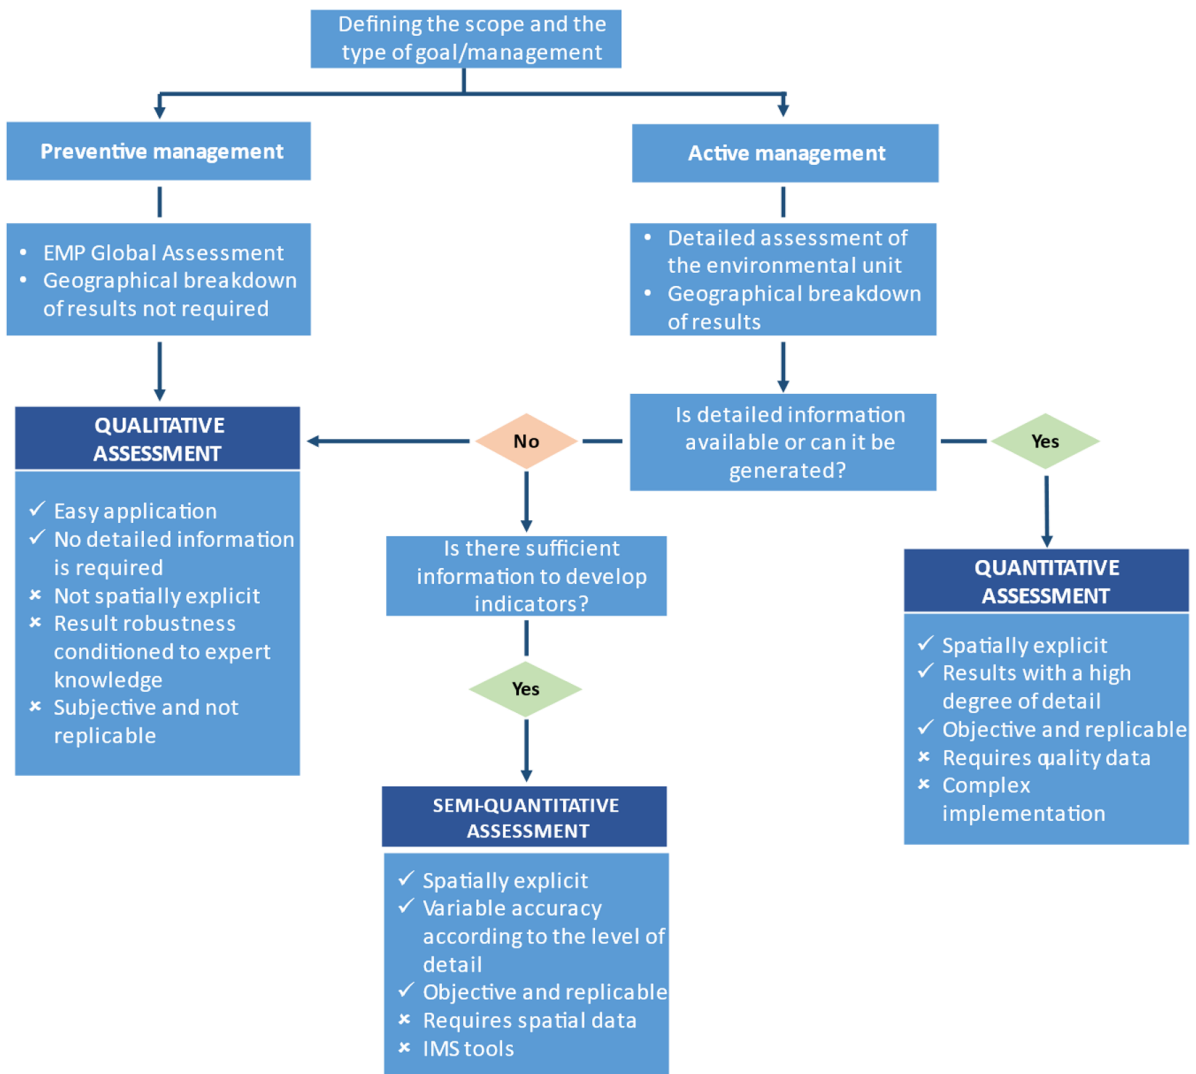 Defining the scope and the
type of goal/management
Preventive management
Active management
• EMP Global Assessment
• Geographical breakdown
of results not required
• Detailed assessment of
the environmental unit
• Geographical breakdown
of results
Is detailed information
available or can it be
generated?
No
Yes
QUALITATIVE
ASSESSMENT
✓ Easy application
✓ No detailed information
is required
× Not spatially explicit
× Result robustness
conditioned to expert
knowledge
× Subjective and not
replicable
Is there sufficient
information to develop
indicators?
Yes
SEMI-QUANTITATIVE
ASSESSMENT
✓ Spatially explicit
✓ Variable accuracy
according to the level of
detail
✓ Objective and replicable
× Requires spatial data
× IMS tools
QUANTITATIVE
ASSESSMENT
✓ Spatially explicit
✓ Results with a high
degree of detail
✓ Objective and replicable
× Requires quality data
× Complex
implementation